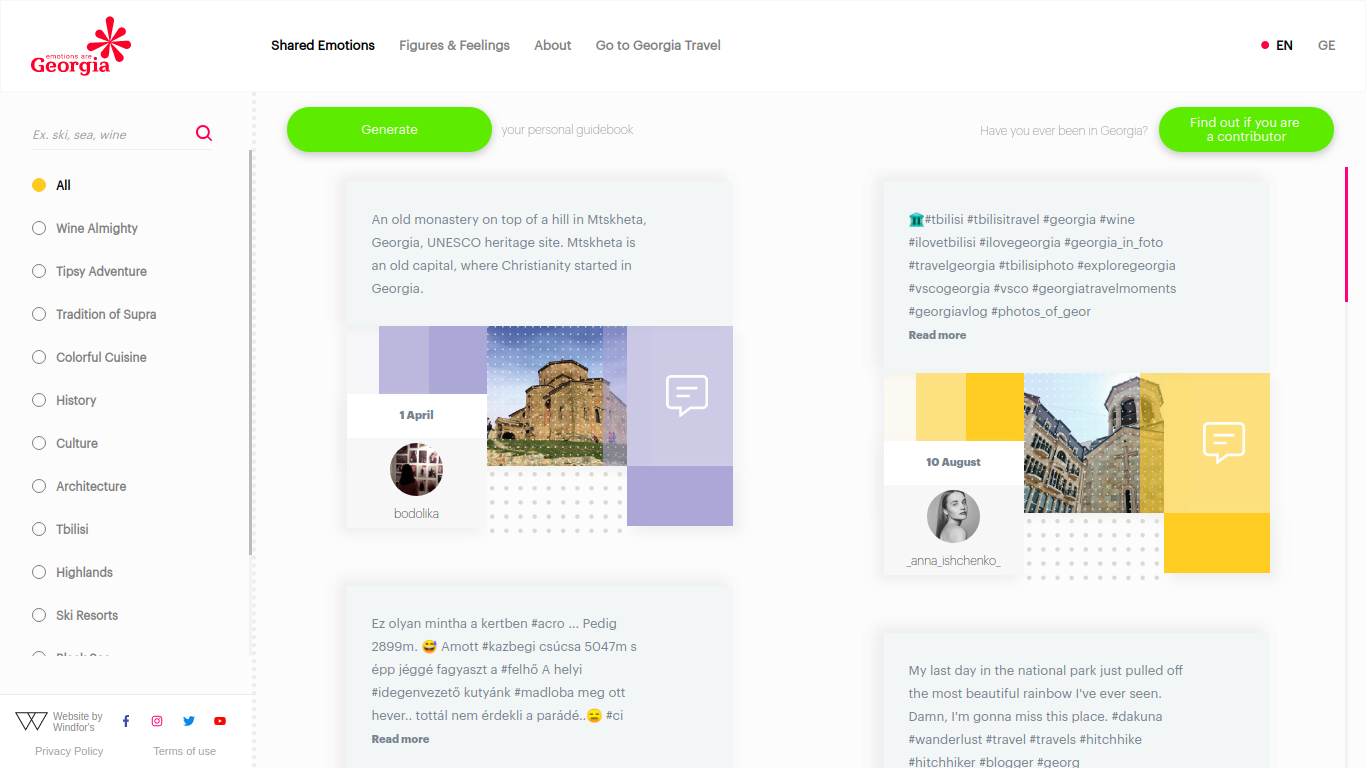 emotions are
Georgia
Shared Emotions
Figures & Feelings
About
Go to Georgia Travel
EN
GE
Ex. ski, sea, wine
All
Wine Almighty
Tipsy Adventure
Tradition of Supra
Colorful Cuisine
History
Culture
Architecture
Tbilisi
Highlands
Ski Resorts
Website by
Windfor's
Privacy Policy
Terms of use
Generate
your personal guidebook
Have you ever been in Georgia?
Find out if you are
a contributor
An old monastery on top of a hill in Mtskheta,
Georgia, UNESCO heritage site. Mtskheta is
an old capital, where Christianity started in
Georgia.
1 April
bodolika
🏛#tbilisi #tbilisitravel #georgia #wine
#ilovetbilisi #ilovegeorgia #georgia_in_foto
#travelgeorgia #tbilisiphoto #exploregeorgia
#vscogeorgia #vsco #georgiatravelmoments
#georgiavlog #photos_of_geor
Read more
10 August
_anna_ishchenko_
Ez olyan mintha a kertben #acro ... Pedig
2899m. 😅 Amott #kazbegi csúcsa 5047m s
épp jéggé fagyaszt a #felhő A helyi
#idegenvezető kutyánk #madloba meg ott
hever.. tottál nem érdekli a parádé..😑 #ci
Read more
My last day in the national park just pulled off
the most beautiful rainbow I've ever seen.
Damn, I'm gonna miss this place. #dakuna
#wanderlust #travel #travels #hitchhike
#hitchhiker #blogger #georg